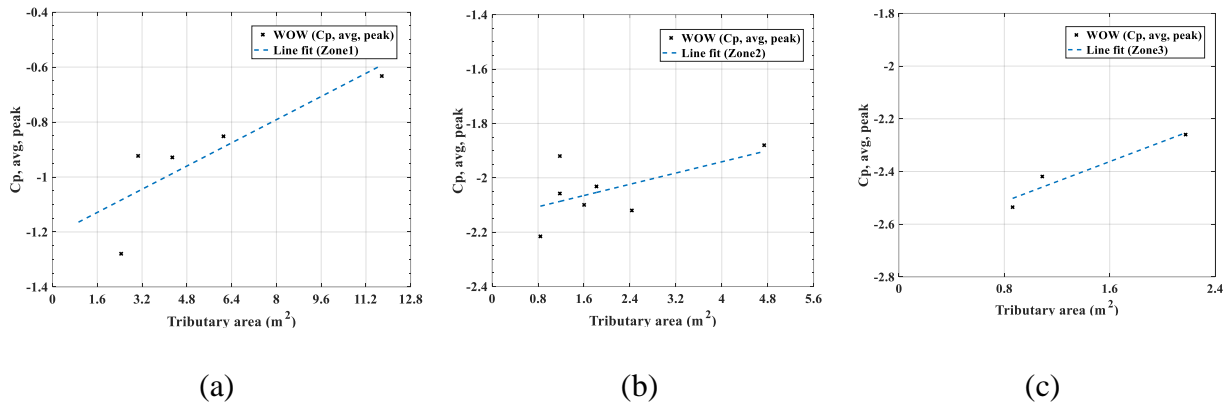 -0.4
-0.6
-0.8
-1
-1.2
-1.4
Cp, avg, peak
WOW (Cp, avg, peak)
Line fit (Zone1)
0 1.6 3.2 4.8 6.4 8 9.6 11.2 12.8
Tributary area (m²)
(a)
-1.4
-1.6
-1.8
-2
-2.2
-2.4
Cp, avg, peak
WOW (Cp, avg, peak)
Line fit (Zone2)
0 0.8 1.6 2.4 3.2 4 4.8 5.6
Tributary area (m²)
(b)
-1.8
-2
-2.2
-2.4
-2.6
-2.8
Cp, avg, peak
WOW (Cp, avg, peak)
Line fit (Zone3)
0 0.8 1.6 2.4
Tributary area (m²)
(c)